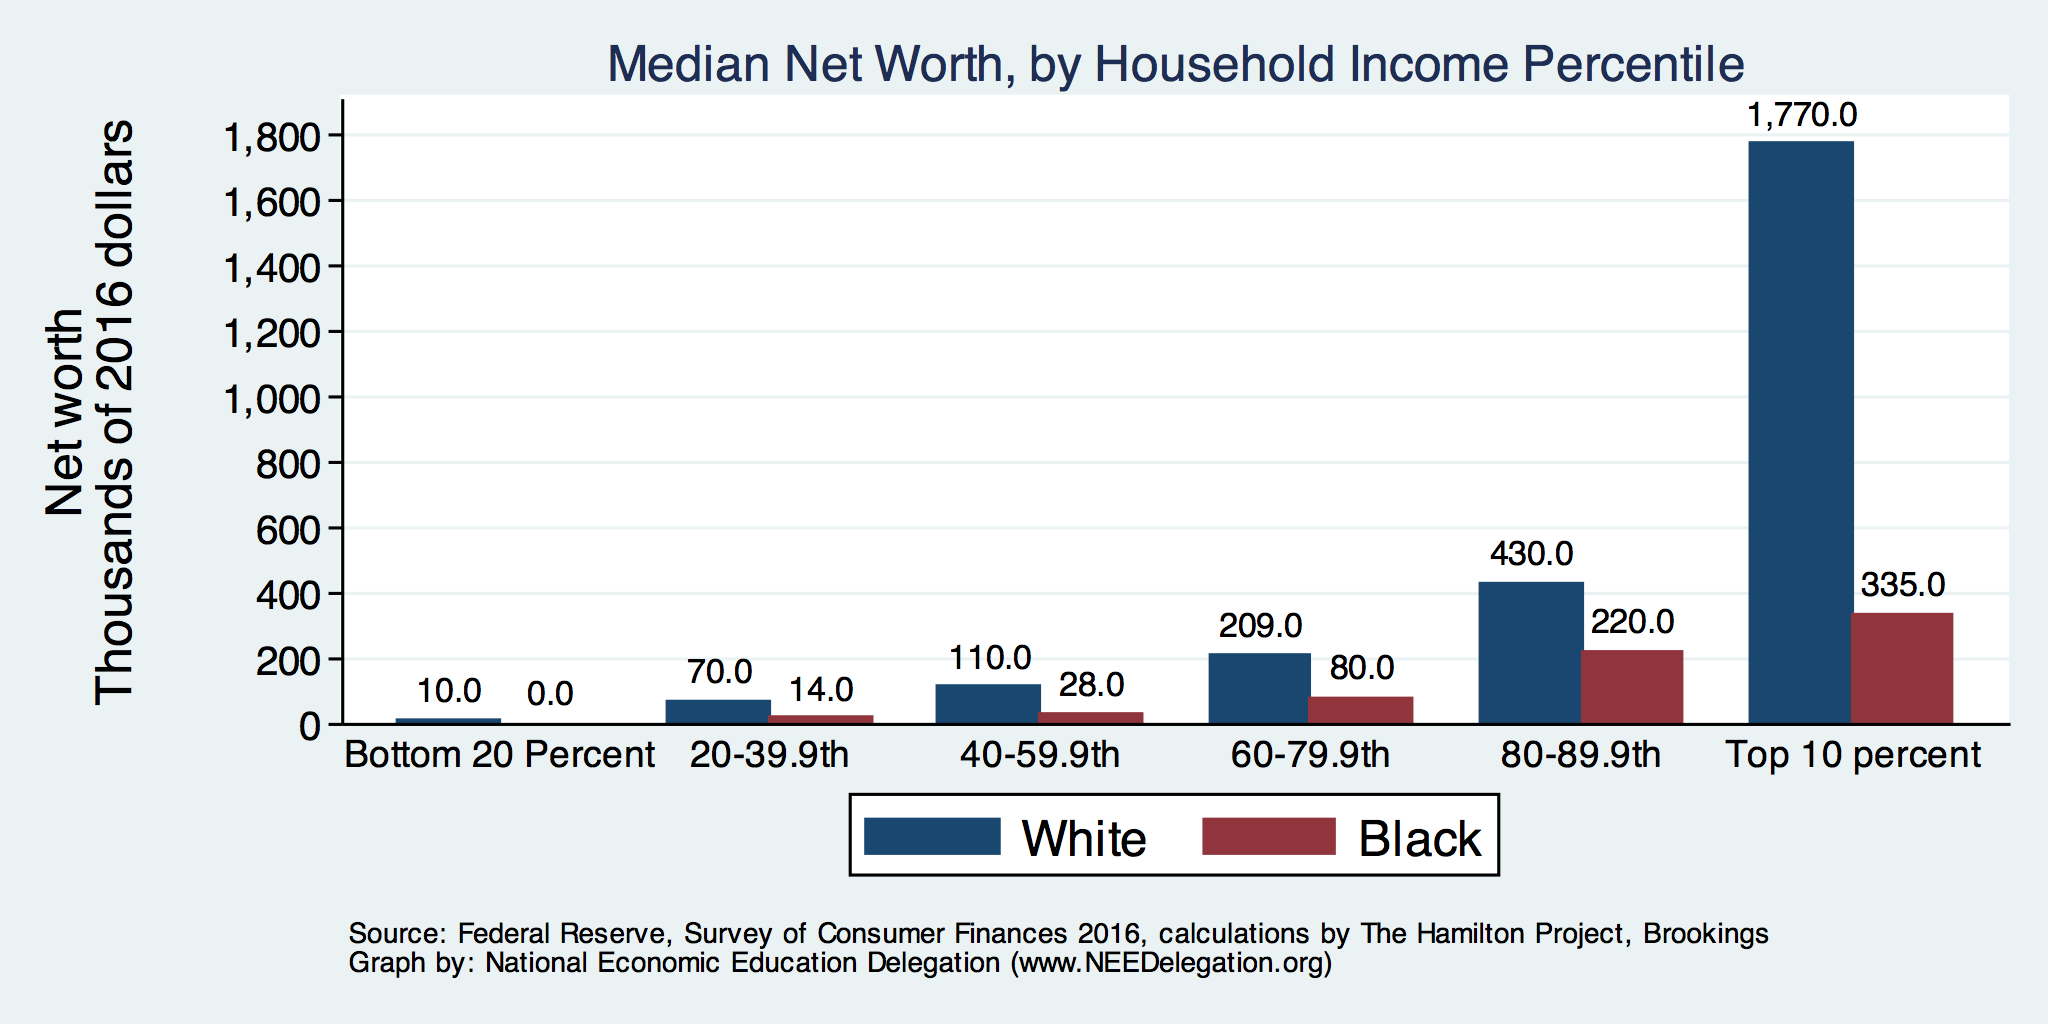 Median Net Worth, by Household Income Percentile
Net worth
Thousands of 2016 dollars
1,800
1,600
1,400
1,200
1,000
800
600
400
200
0
10.0
0.0
70.0
14.0
110.0
28.0
209.0
80.0
430.0
220.0
1,770.0
335.0
Bottom 20 Percent
20-39.9th
40-59.9th
60-79.9th
80-89.9th
Top 10 percent
White
Black
Source: Federal Reserve, Survey of Consumer Finances 2016, calculations by The Hamilton Project, Brookings
Graph by: National Economic Education Delegation (www.NEEDelegation.org)